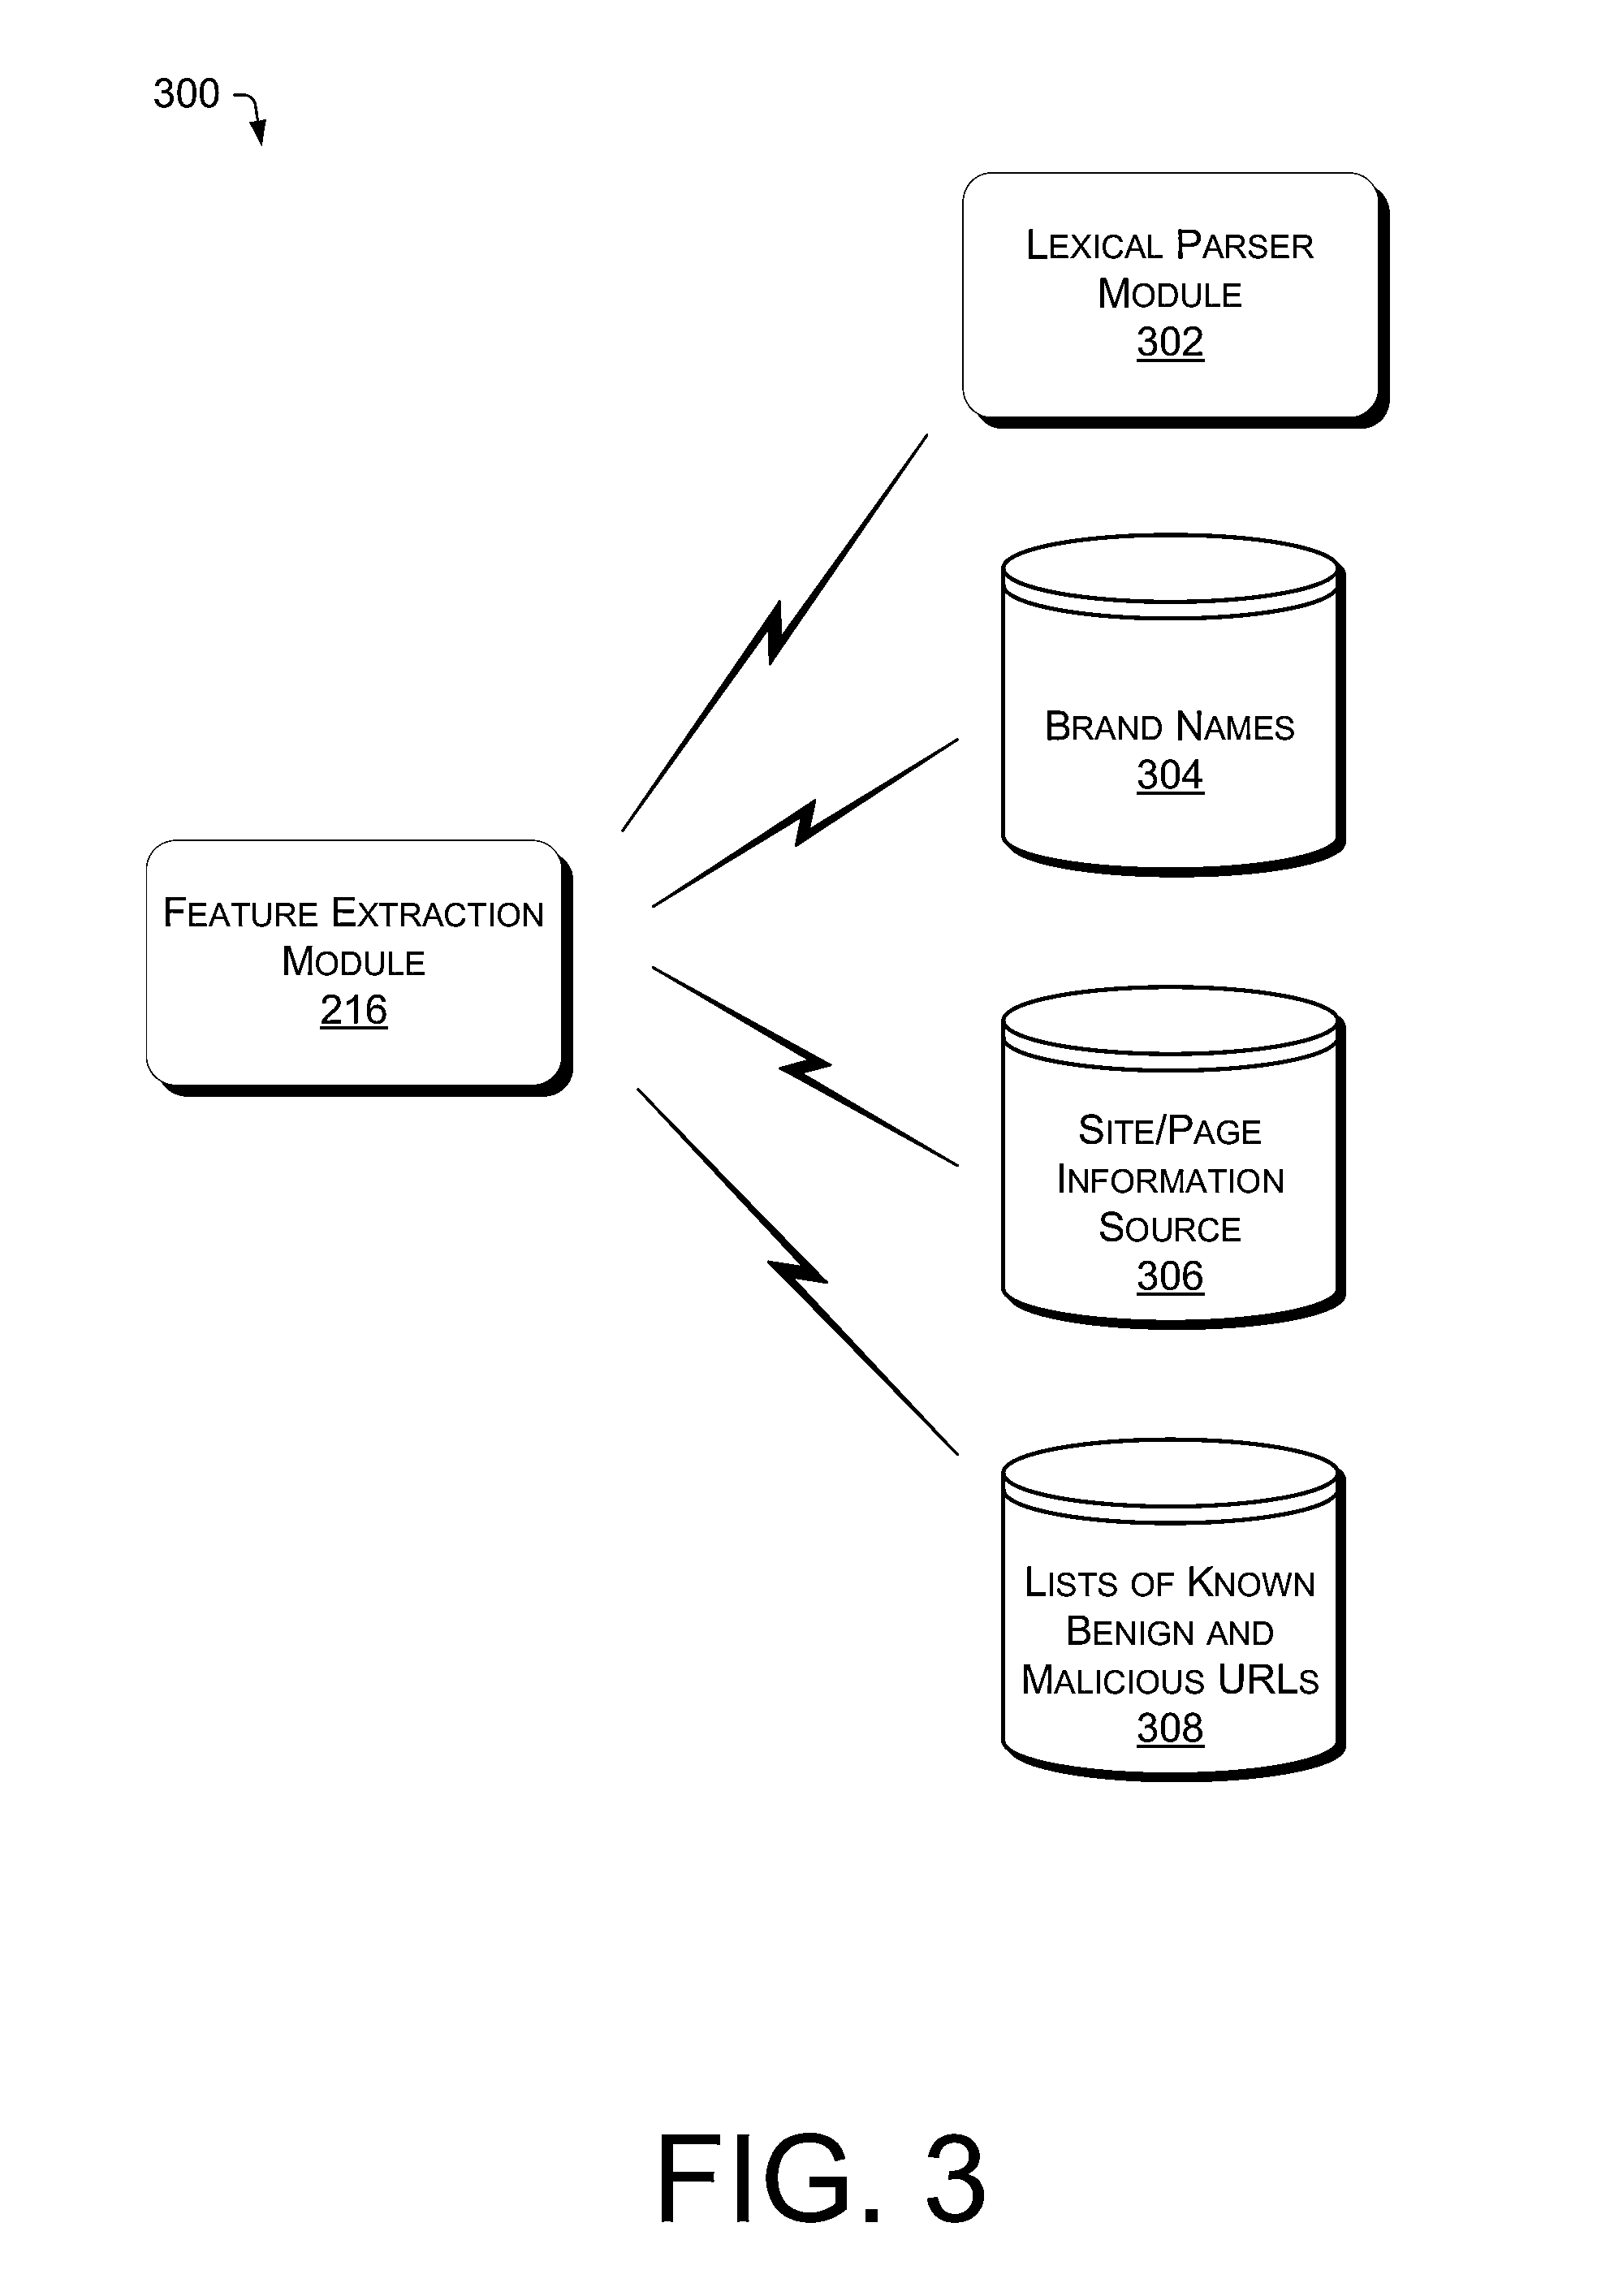 300
Lexical Parser
Module
302
Brand Names
304
Feature Extraction
Module
216
Site/Page
Information
Source
306
Lists of Known
Benign and
Malicious URLs
308
FIG. 3